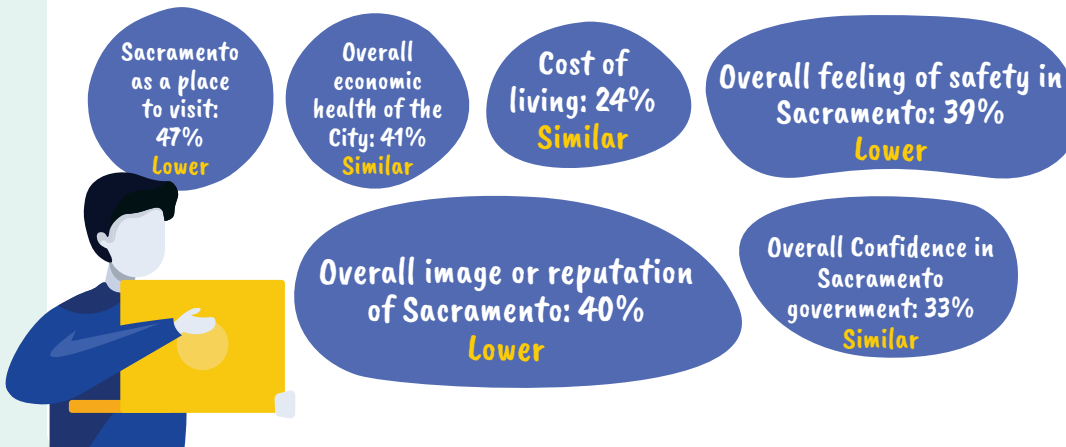 Sacramento
as a place
to visit:
47%
Lower
Overall
economic
health of the
City: 41%
Similar
Cost of
living: 24%
Similar
Overall feeling of safety in
Sacramento: 39%
Lower
Overall image or reputation
of Sacramento: 40%
Lower
Overall Confidence in
Sacramento
government: 33%
Similar